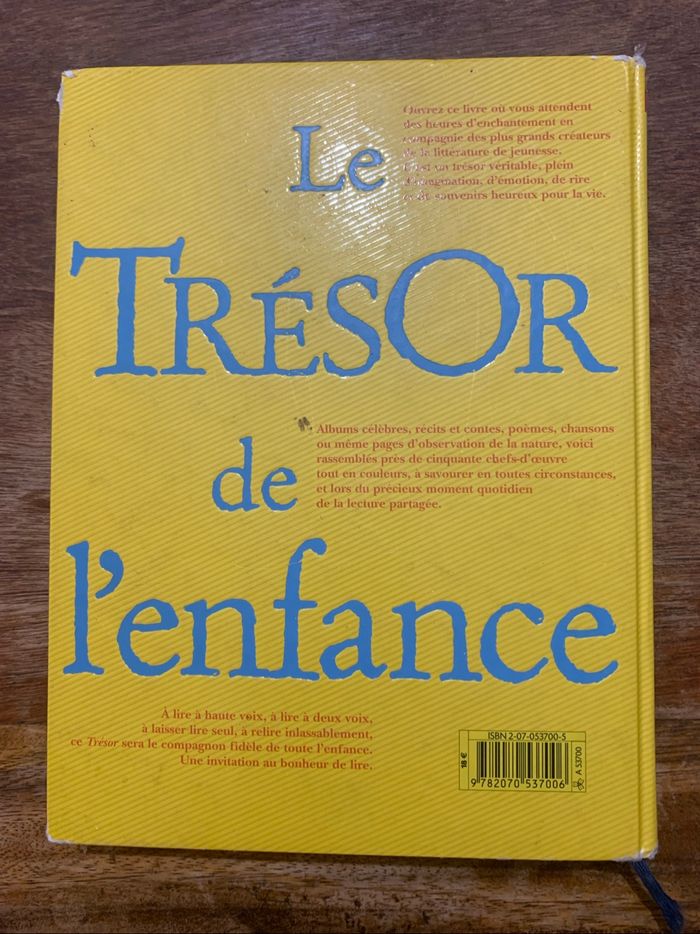 Le
Ouvrez ce livre où vous attendent
des heures d'enchantement en
compagnie des plus grands créateurs
de la littérature de jeunesse.
C'est un trésor véritable, plein
d'imagination, d'émotion, de rire
et de souvenirs heureux pour la vie.
TRÉSOR
de
Albums célèbres, récits et contes, poèmes, chansons
ou même pages d'observation de la nature, voici
rassemblés près de cinquante chefs-d'œuvre
tout en couleurs, à savourer en toutes circonstances,
et lors du précieux moment quotidien
de la lecture partagée.
l'enfance
À lire à haute voix, à lire à deux voix,
à laisser lire seul, à relire inlassablement,
ce Trésor sera le compagnon fidèle de toute l'enfance.
Une invitation au bonheur de lire.
ISBN 2-07-053700-5
18 €
9 782070 537006
A 53700